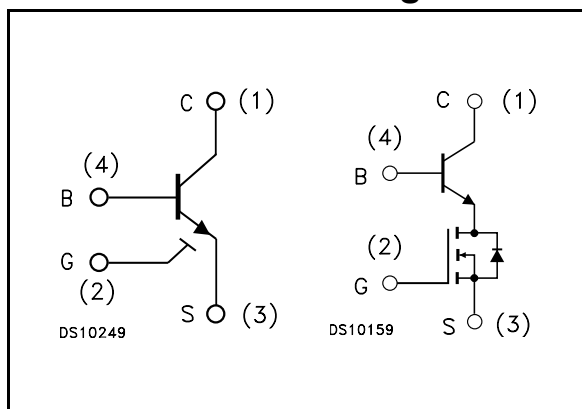 C (1)
(4)
B
G
(2)
S (3)
DS10249
C (1)
(4)
B
(2)
G
S (3)
DS10159